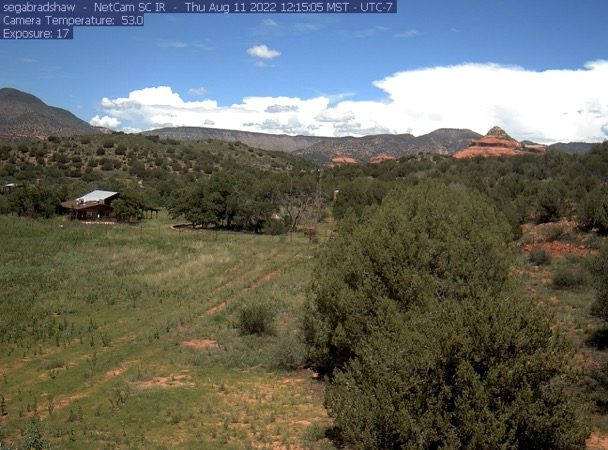 segabradshaw - NetCam SC IR - Thu Aug 11 2022 12:15:05 MST - UTC-7
Camera Temperature: 53.0
Exposure: 17